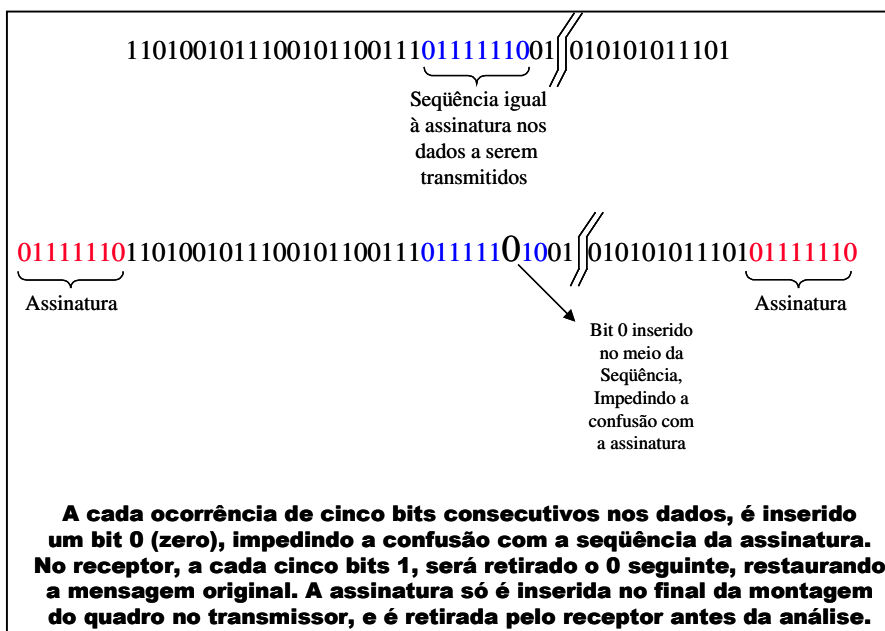 11010010111001011001110111111001 010101011101
Seqüência igual
à assinatura nos
dados a serem
transmitidos
01111110110100101110010110011101111101001 01010101110101111110
Assinatura
Assinatura
Bit 0 inserido
no meio da
Seqüência,
Impedindo a
confusão com
a assinatura
A cada ocorrência de cinco bits consecutivos nos dados, é inserido
um bit 0 (zero), impedindo a confusão com a seqüência da assinatura.
No receptor, a cada cinco bits 1, será retirado o 0 seguinte, restaurando
a mensagem original. A assinatura só é inserida no final da montagem
do quadro no transmissor, e é retirada pelo receptor antes da análise.